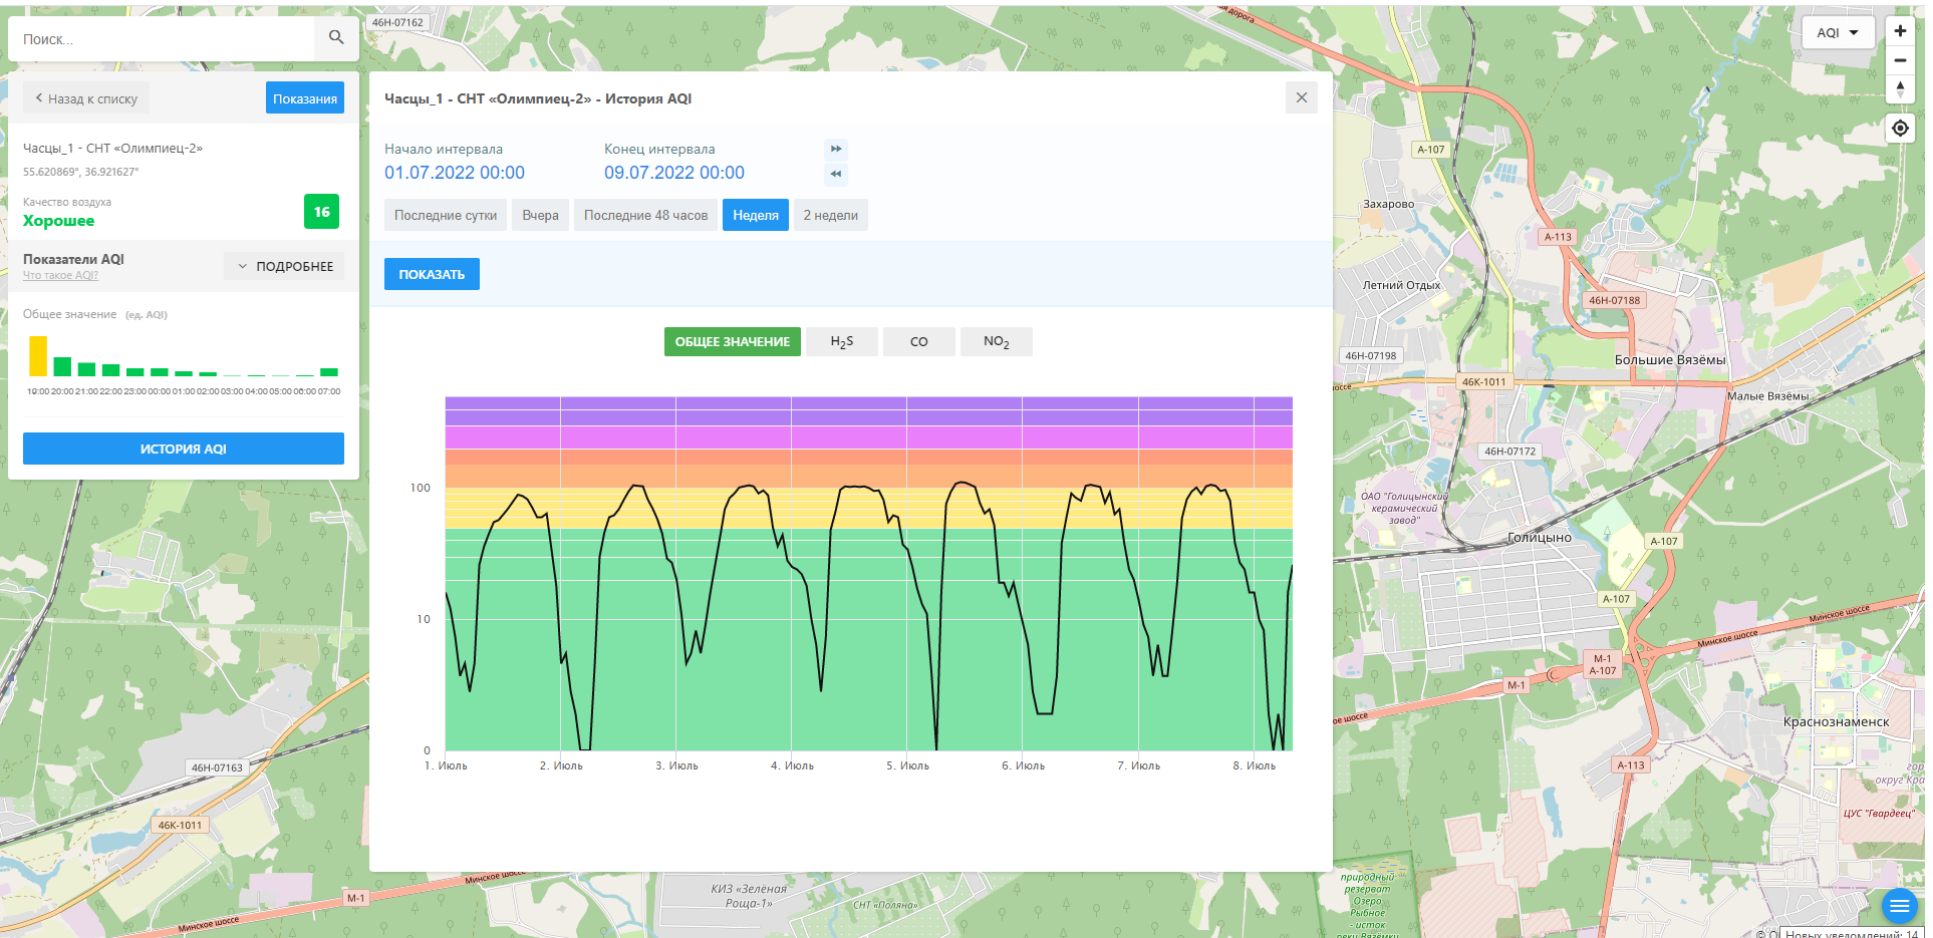 Поиск...
46Н-07162
AQI
Назад к списку
Показания
Часцы_1 - СНТ «Олимпиец-2»
55.620869°, 36.921627°
Качество воздуха
Хорошее
16
Показатели AQI
Что такое AQI?
ПОДРОБНЕЕ
Общее значение (ед. AQI)
19:00 20:00 21:00 22:00 23:00 00:00 01:00 02:00 03:00 04:00 05:00 06:00 07:00
ИСТОРИЯ AQI
Часцы_1 - СНТ «Олимпиец-2» - История AQI
Начало интервала
Конец интервала
01.07.2022 00:00
09.07.2022 00:00
Последние сутки
Вчера
Последние 48 часов
Неделя
2 недели
ПОКАЗАТЬ
ОБЩЕЕ ЗНАЧЕНИЕ
H2S
CO
NO2
100
10
0
1. Июль
2. Июль
3. Июль
4. Июль
5. Июль
6. Июль
7. Июль
8. Июль
дорога
А-107
Захарово
А-113
Летний Отдых
46Н-07188
46Н-07198
Большие Вязёмы
46К-1011
Малые Вязёмы
46Н-07172
ОАО "Голицынский
керамический
завод"
Голицыно
А-107
А-107
Минское шоссе
Минское шоссе
М-1
А-107
М-1
Краснознаменск
А-113
ЦУС "Гвардеец"
46Н-07163
46К-1011
Минское шоссе
М-1
Минское шоссе
КИЗ «Зелёная
Роща-1»
СНТ «Поляна»
природный
резерват
Озеро
Рыбное
- исток
реки Вязёмки
Новых уведомлений: 14